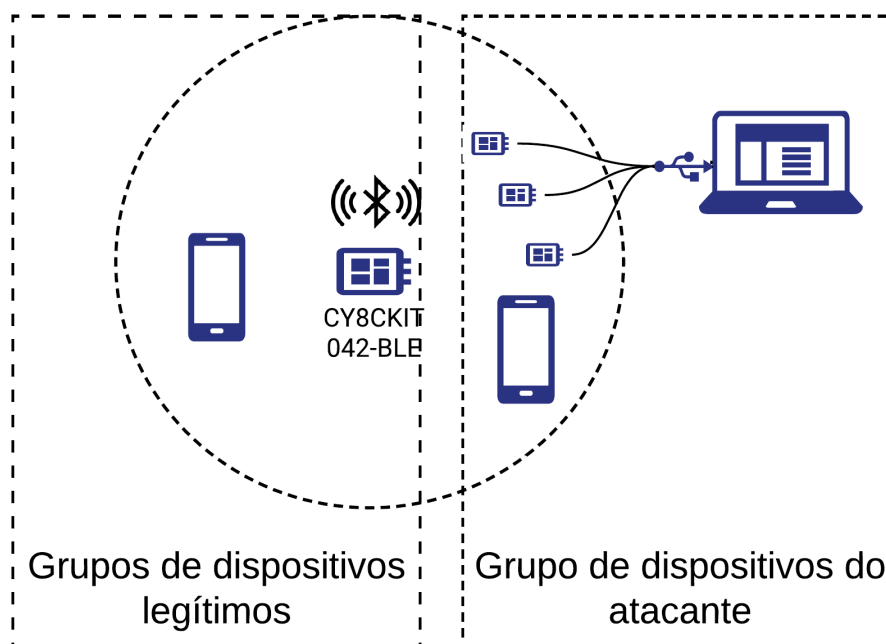 CY8CKIT
042-BLE
Grupos de dispositivos
legítimos
Grupo de dispositivos do
atacante